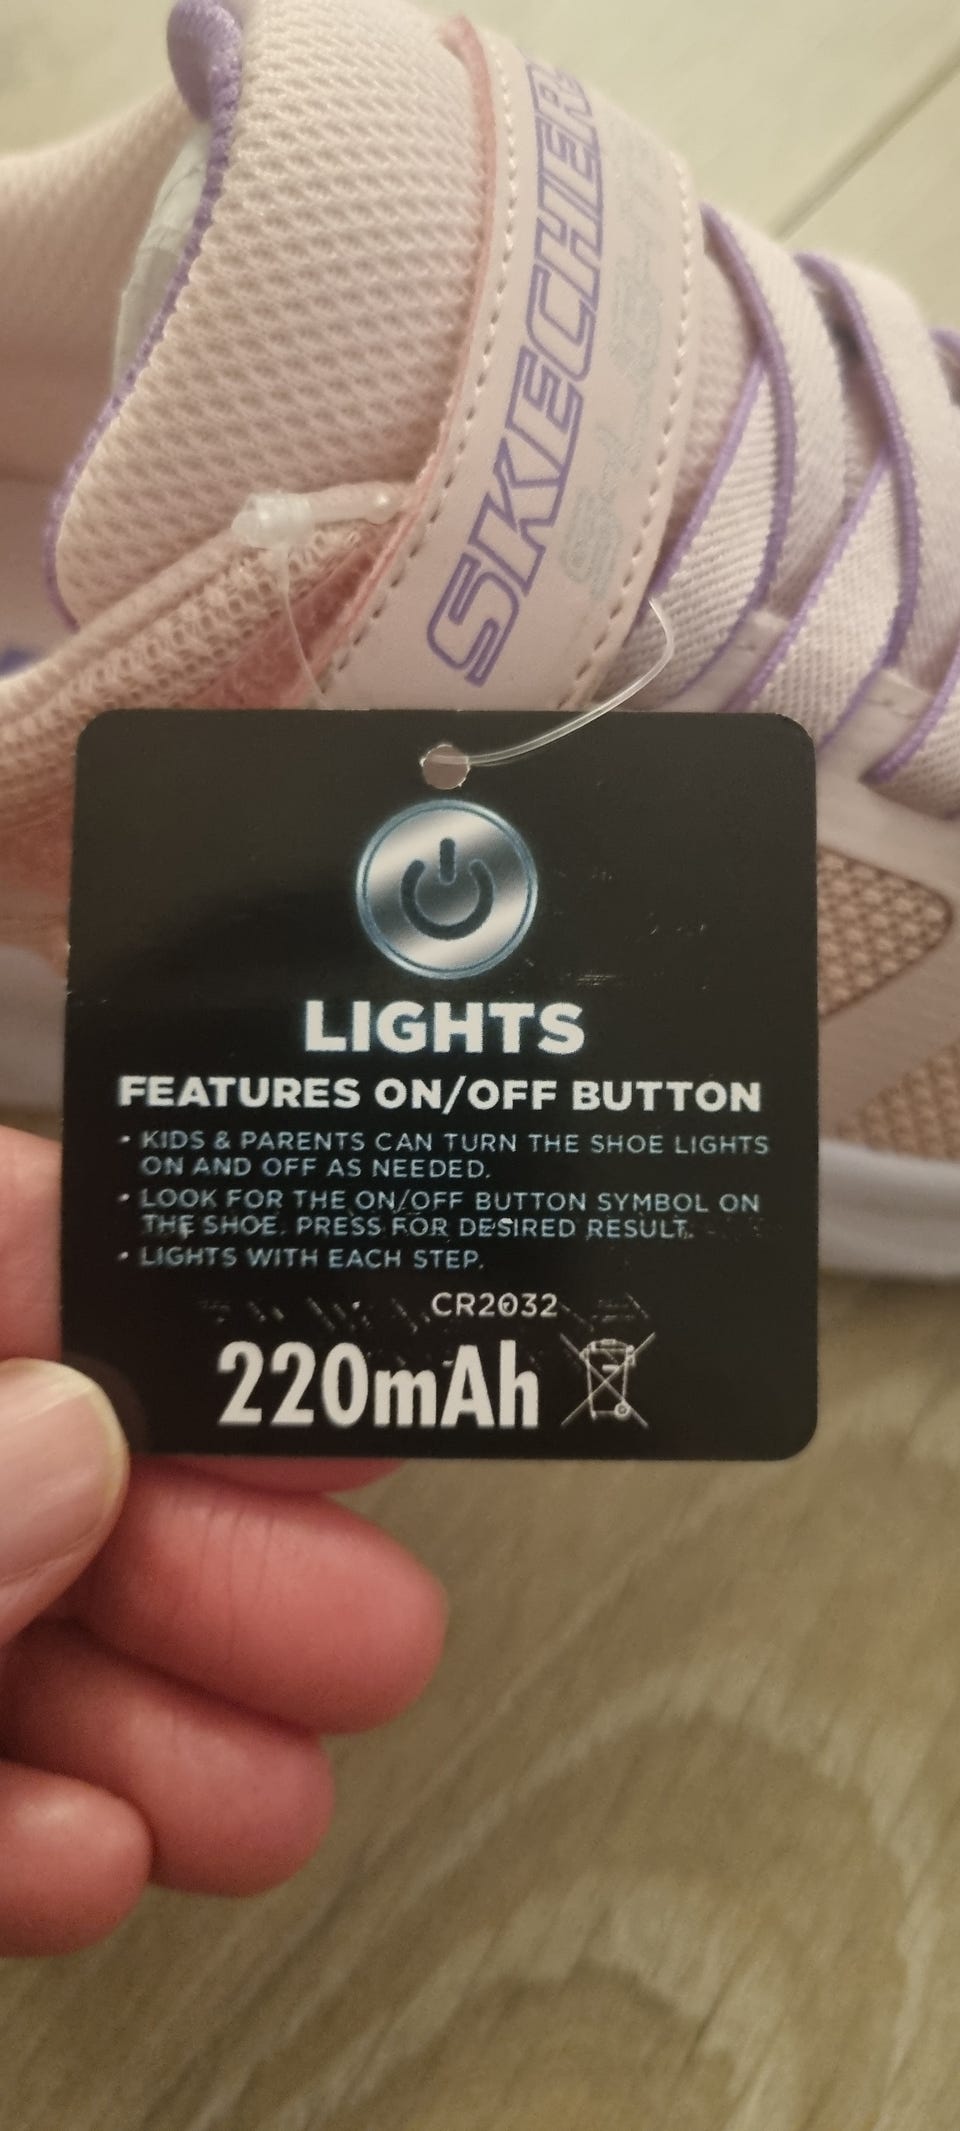 SKECHERS
S-LIGHTS
LIGHTS
FEATURES ON/OFF BUTTON
• KIDS & PARENTS CAN TURN THE SHOE LIGHTS
ON AND OFF AS NEEDED.
• LOOK FOR THE ON/OFF BUTTON SYMBOL ON
THE SHOE. PRESS FOR DESIRED RESULT.
• LIGHTS WITH EACH STEP.
CR2032
220mAh